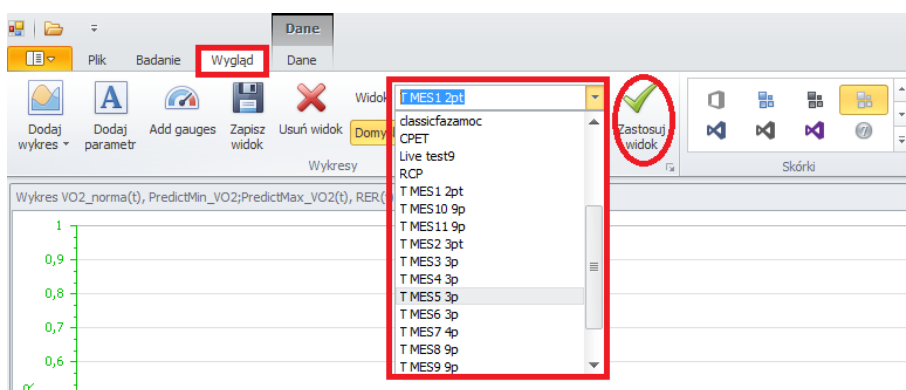 Dane
Plik Badanie Wygląd Dane
Dodaj wykres
Dodaj parametr
Add gauges
Zapisz widok
Usuń widok
Widok
T MES1 2pt
Domy
Zastosuj widok
Wykresy
Skórki
classicfazamoc
CPET
Live test9
RCP
T MES1 2pt
T MES10 9p
T MES11 9p
T MES2 3pt
T MES3 3p
T MES4 3p
T MES5 3p
T MES6 3p
T MES7 4p
T MES8 9p
T MES9 9p
Wykres VO2_norma(t), PredictMin_VO2;PredictMax_VO2(t), RER(
1
0,9
0,8
0,7
0,6